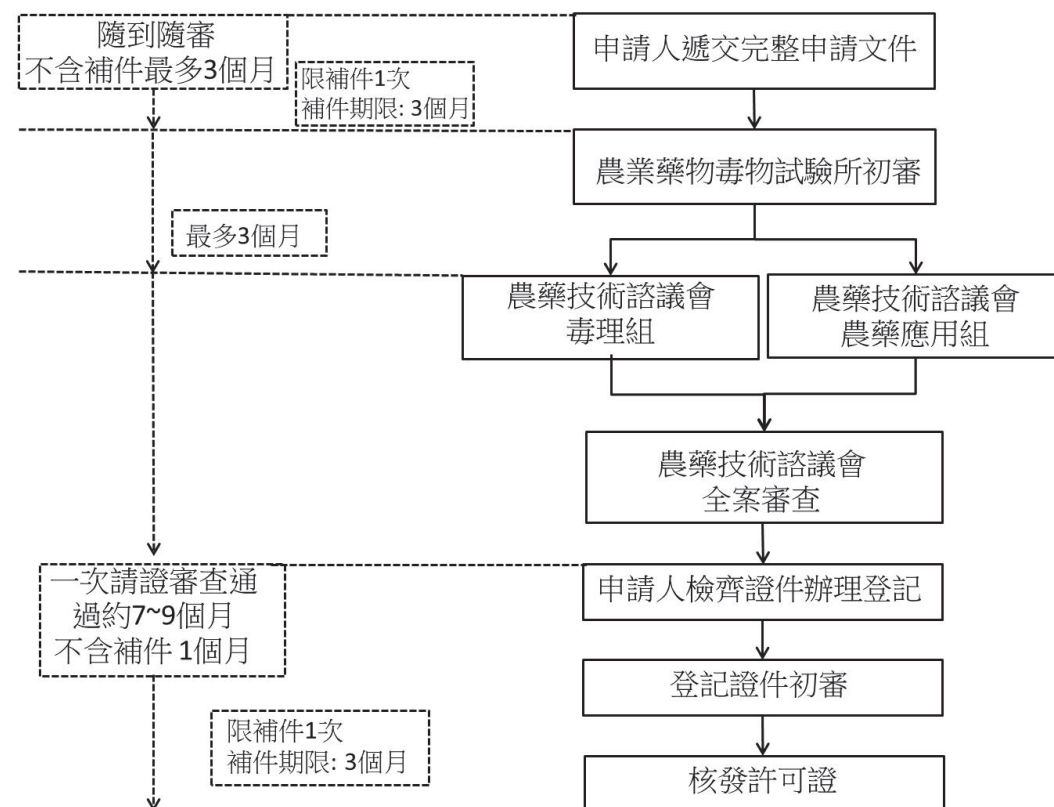 隨到隨審
不含補件最多3個月
限補件1次
補件期限: 3個月
申請人遞交完整申請文件
農業藥物毒物試驗所初審
最多3個月
農藥技術諮議會
毒理組
農藥技術諮議會
農藥應用組
農藥技術諮議會
全案審查
一次請證審查通
過約7~9個月
不含補件 1個月
申請人檢齊證件辦理登記
登記證件初審
限補件1次
補件期限: 3個月
核發許可證